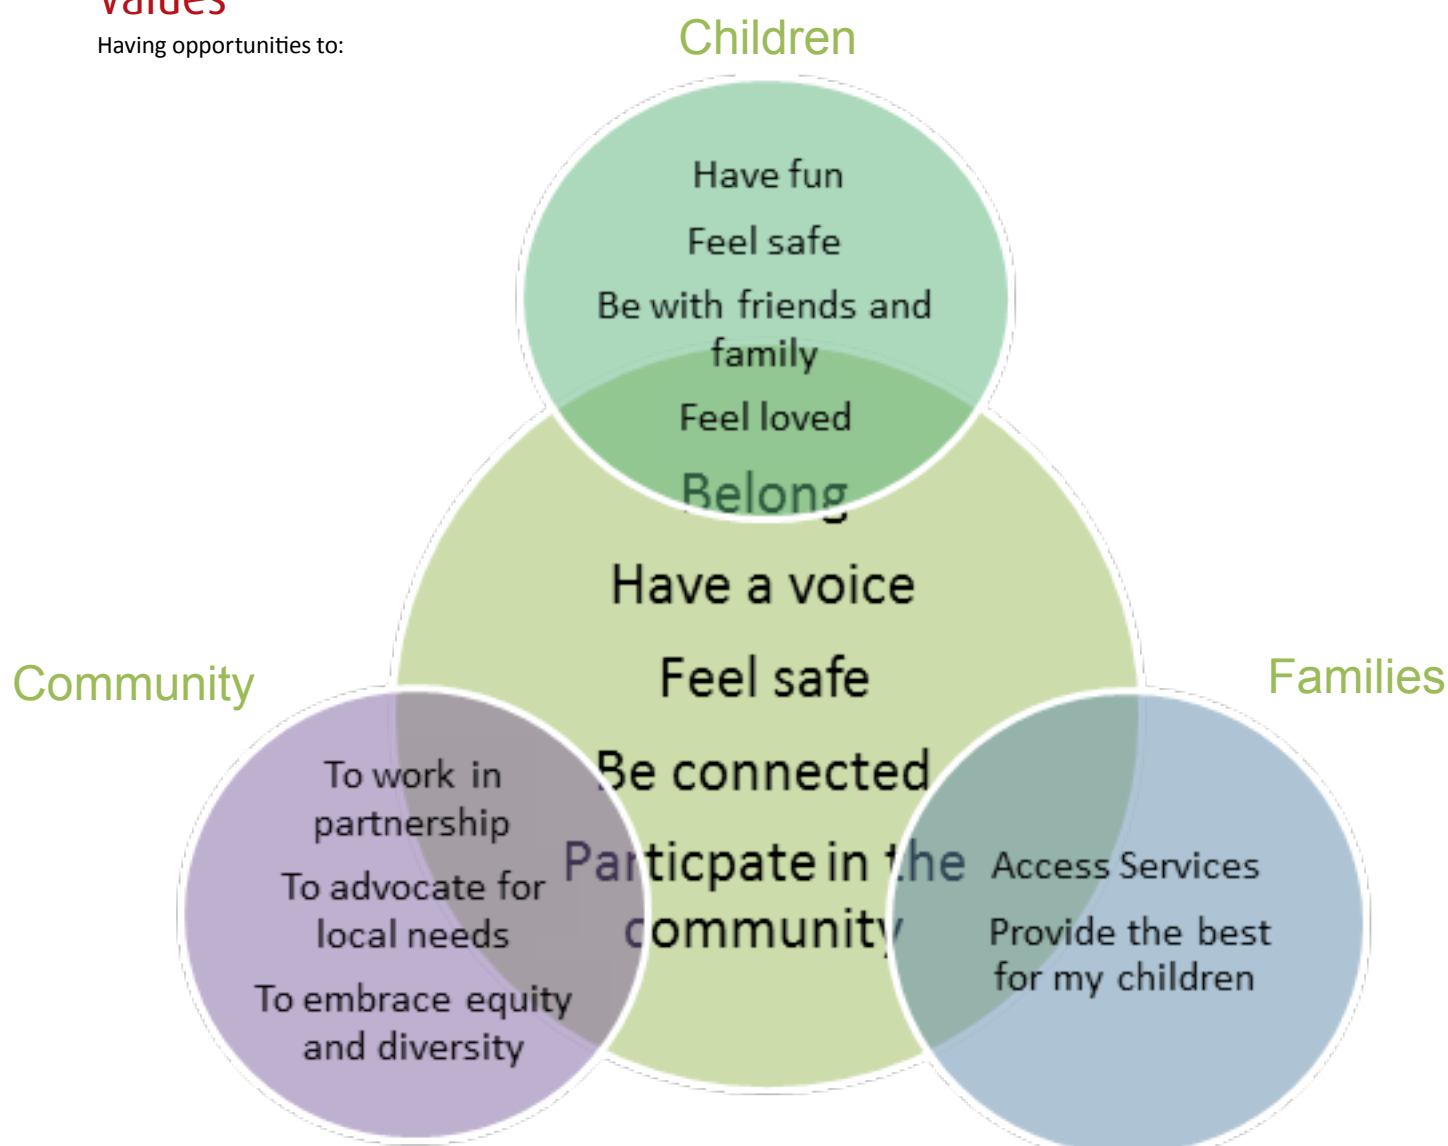 Values
Having opportunities to:
Children
Have fun
Feel safe
Be with friends and
family
Feel loved
Belong
Have a voice
Feel safe
Be connected
Particpate in the
community
Community
To work in
partnership
To advocate for
local needs
To embrace equity
and diversity
Families
Access Services
Provide the best
for my children